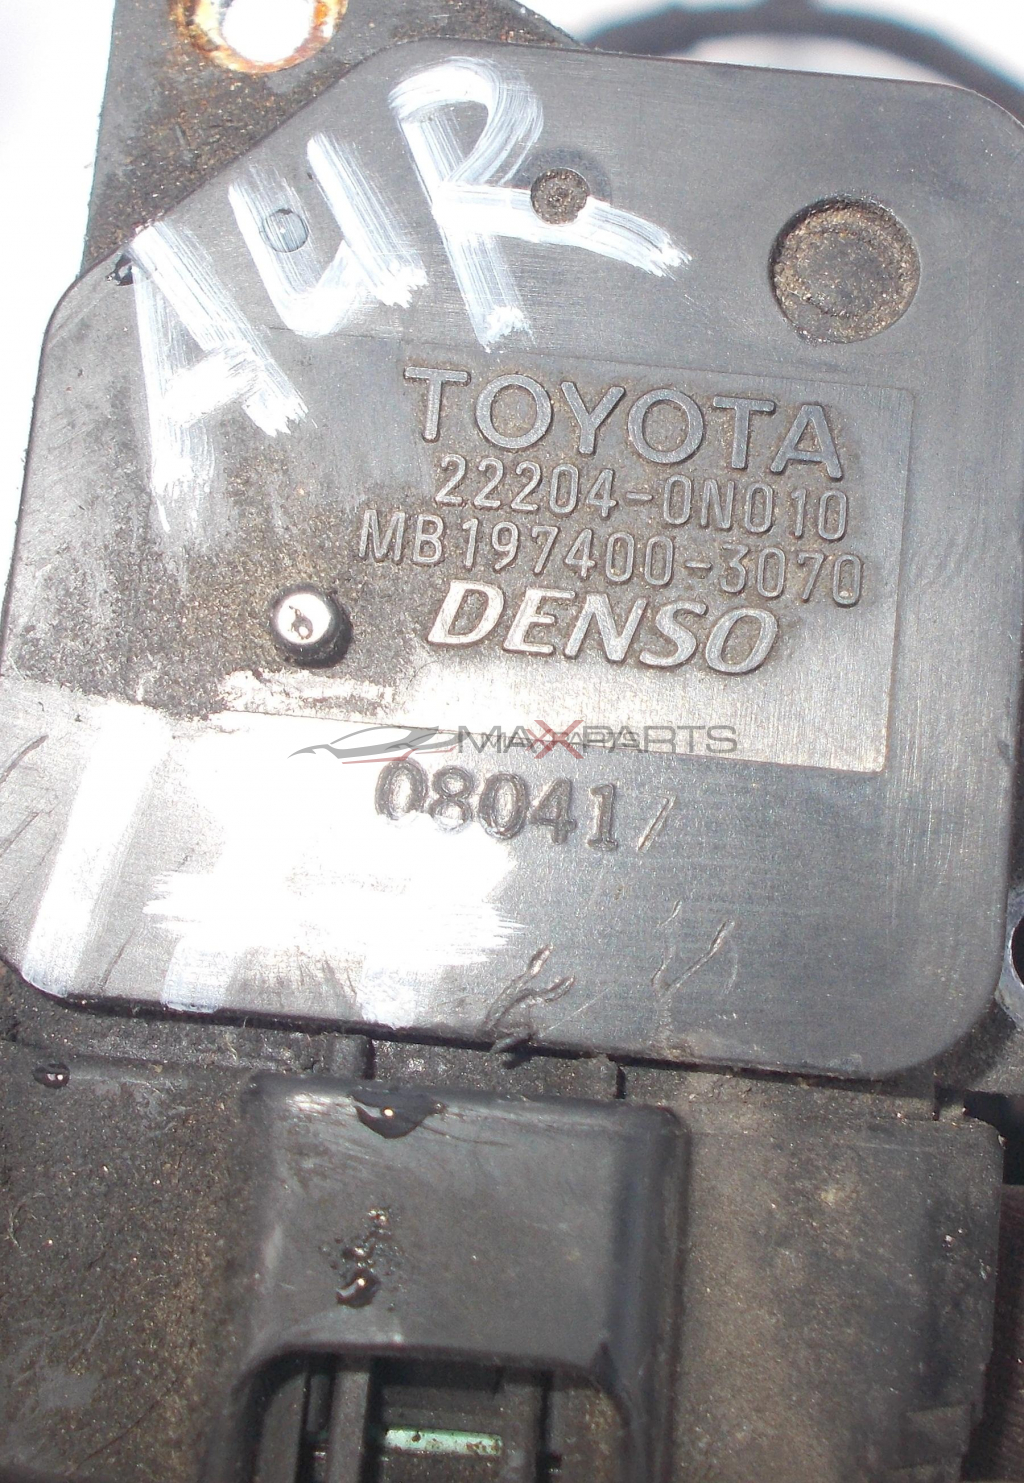 AUR
TOYOTA
22204-0N010
MB197400-3070
DENSO
MAXPARTS
08041